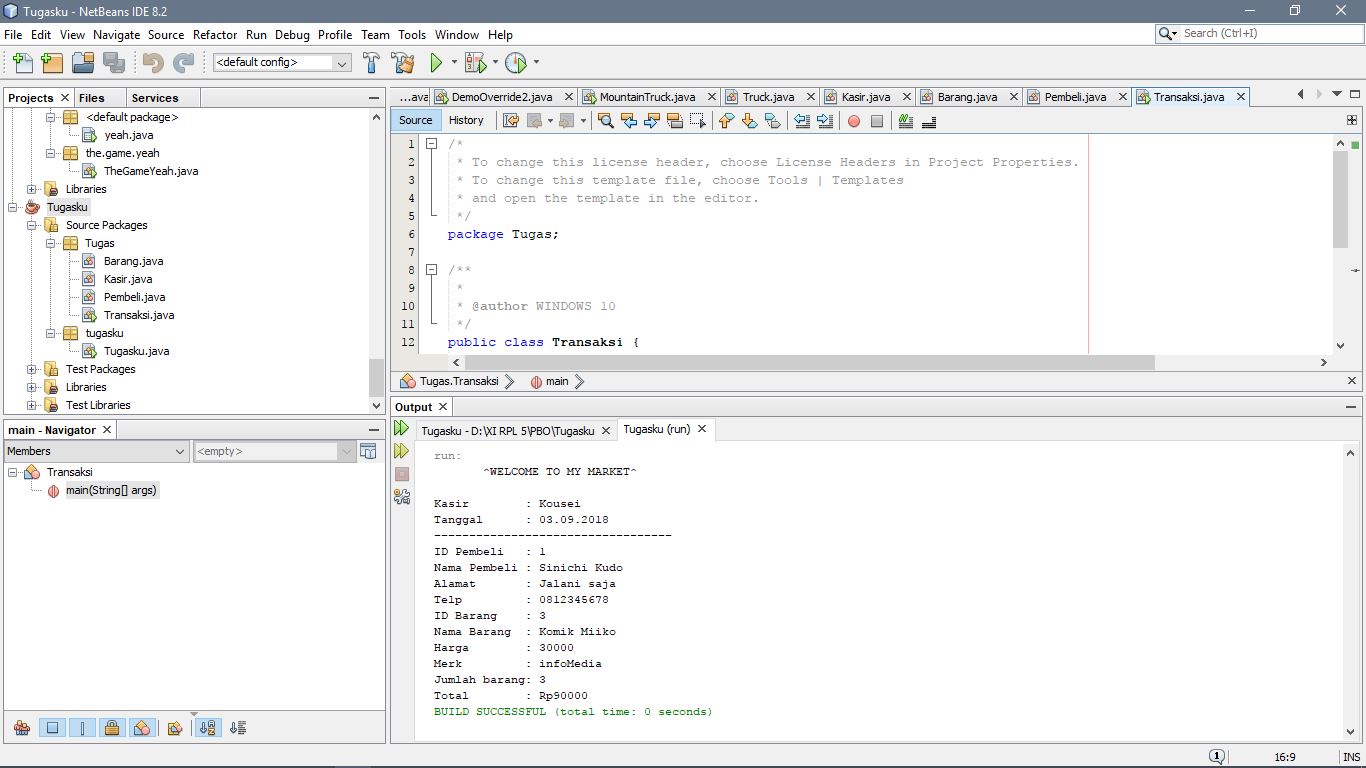 Tugasku - NetBeans IDE 8.2
File Edit View Navigate Source Refactor Run Debug Profile Team Tools Window Help
Search (Ctrl+I)
<default config>
Projects Files Services
<default package>
yeah.java
the.game.yeah
TheGameYeah.java
Libraries
Tugasku
Source Packages
Tugas
Barang.java
Kasir.java
Pembeli.java
Transaksi.java
tugasku
Tugasku.java
Test Packages
Libraries
Test Libraries
main - Navigator
Members <empty>
Transaksi
main(String[] args)
...ava DemoOverride2.java MountainTruck.java Truck.java Kasir.java Barang.java Pembeli.java Transaksi.java
Source History
1 /*
2 * To change this license header, choose License Headers in Project Properties.
3 * To change this template file, choose Tools | Templates
4 * and open the template in the editor.
5 */
6 package Tugas;
7
8 /**
9 *
10 * @author WINDOWS 10
11 */
12 public class Transaksi {
Tugas.Transaksi main
Output
Tugasku - D:\XI RPL 5\PBO\Tugasku Tugasku (run)
run:
^WELCOME TO MY MARKET^
Kasir : Kousei
Tanggal : 03.09.2018
----------------------------------
ID Pembeli : 1
Nama Pembeli : Sinichi Kudo
Alamat : Jalani saja
Telp : 0812345678
ID Barang : 3
Nama Barang : Komik Miiko
Harga : 30000
Merk : infoMedia
Jumlah barang: 3
Total : Rp90000
BUILD SUCCESSFUL (total time: 0 seconds)
1 16:9 INS